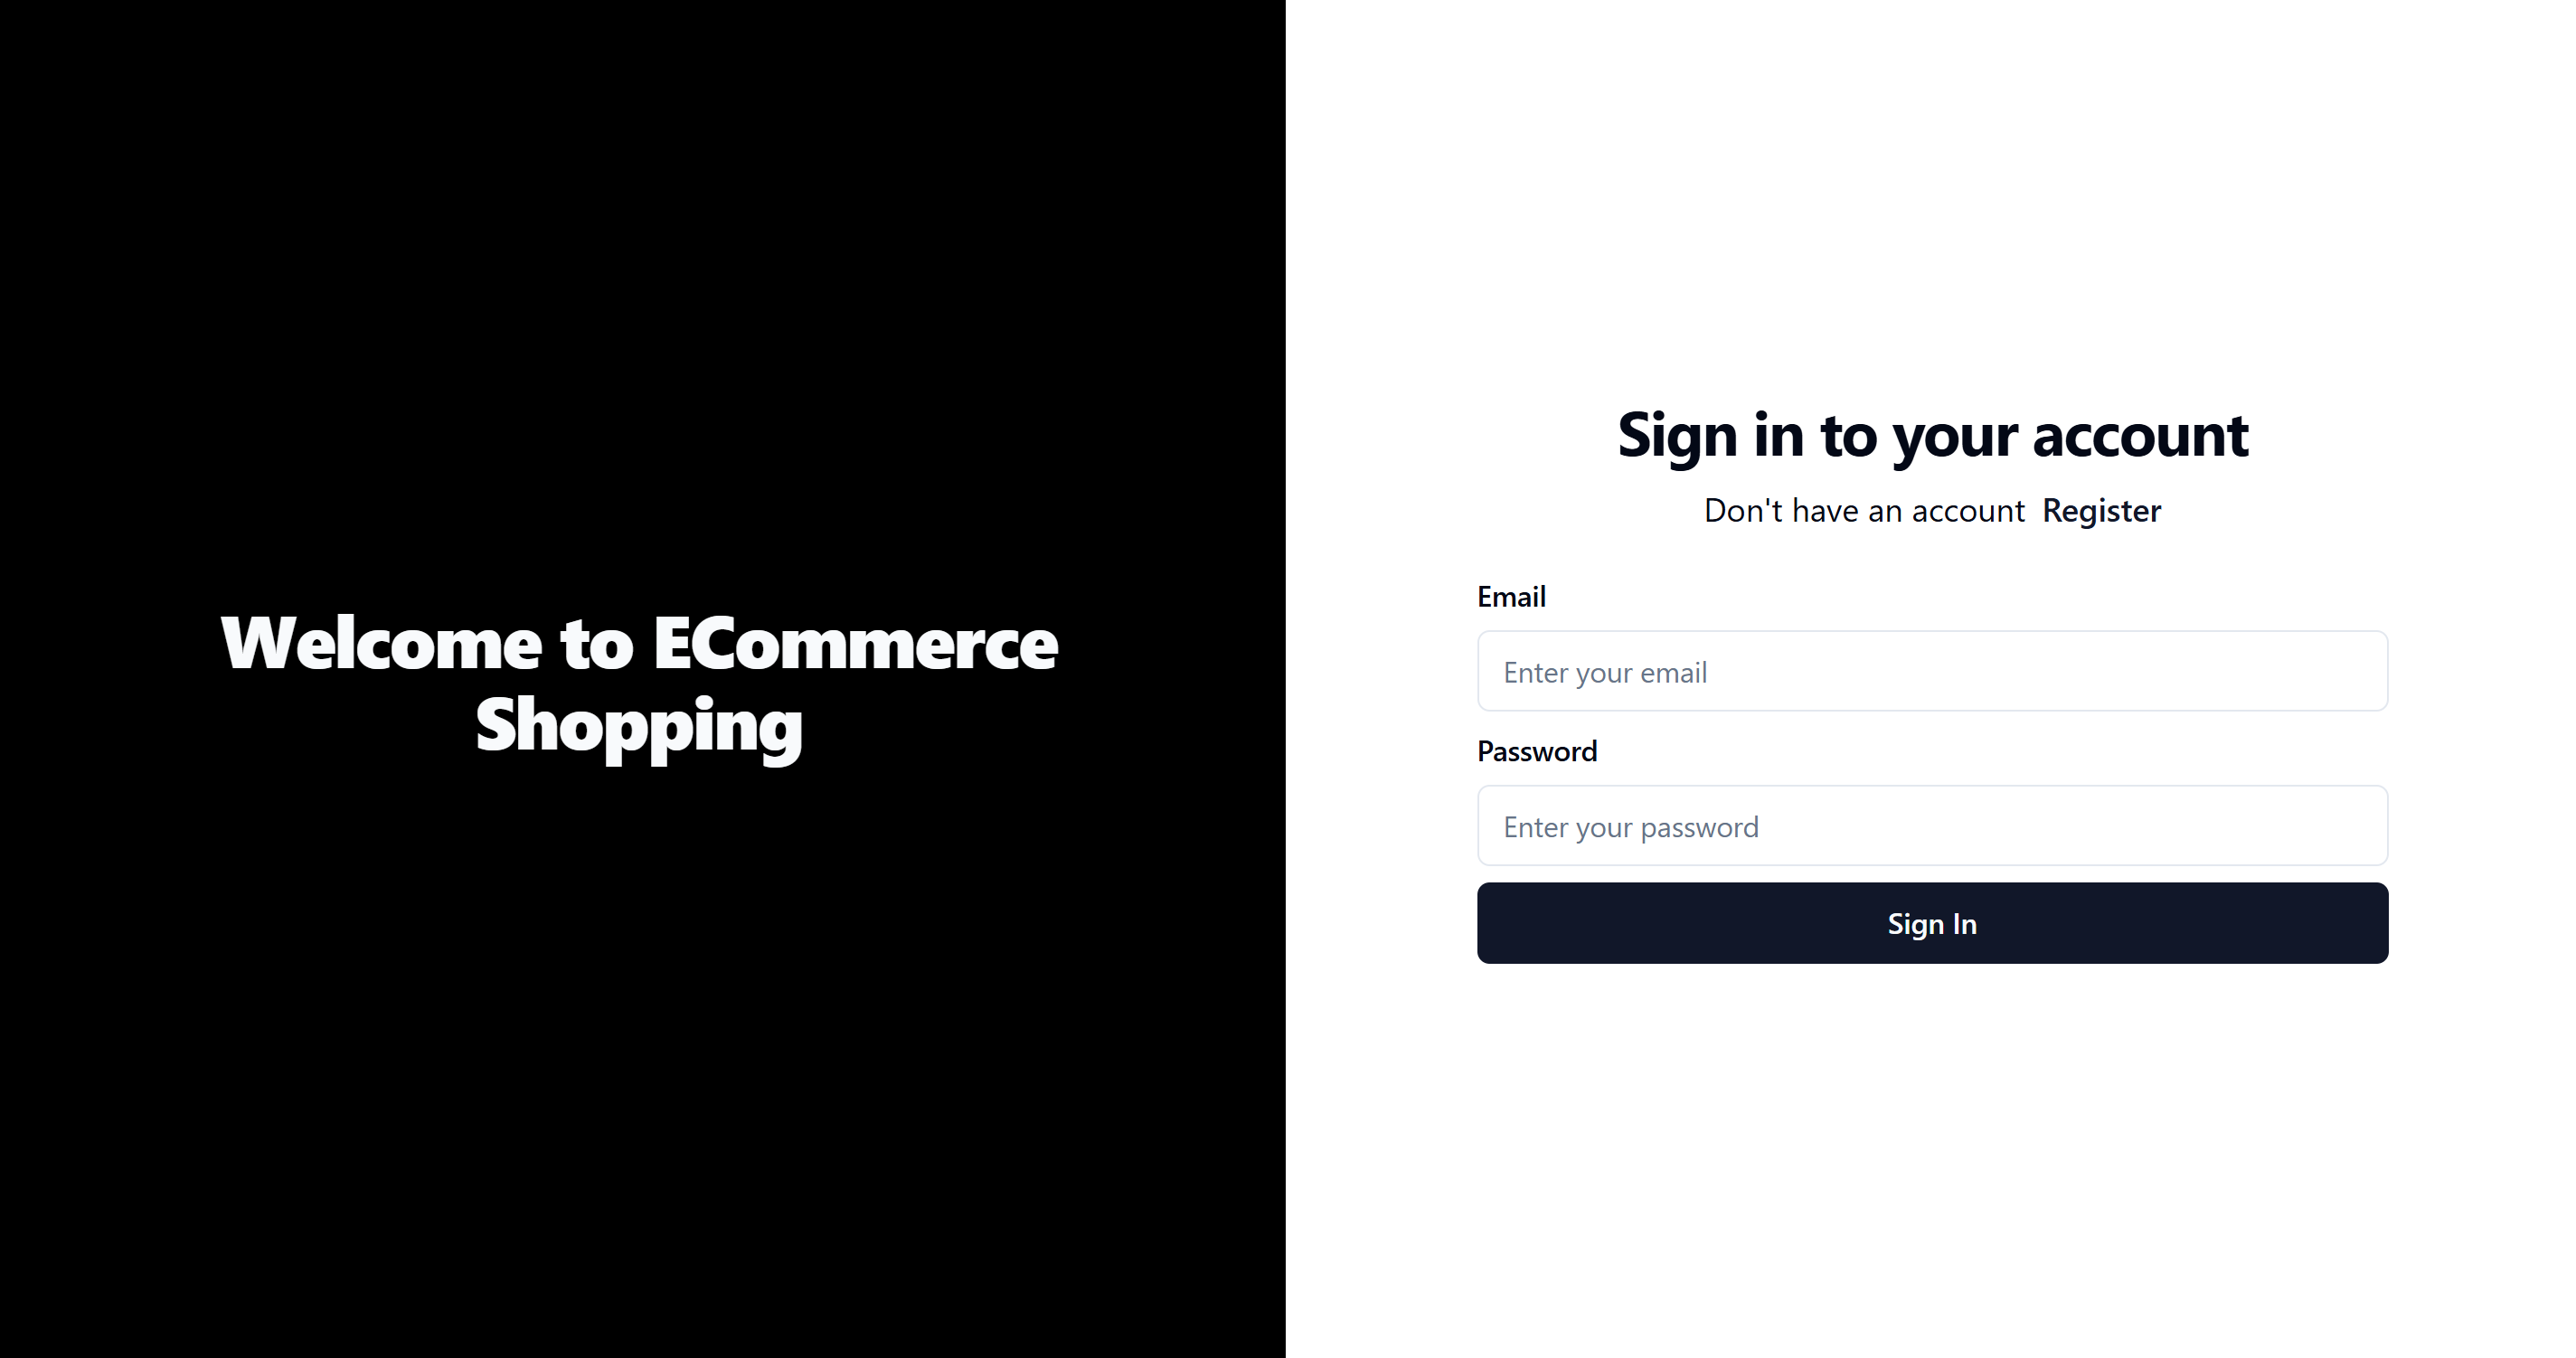 Welcome to ECommerce
Shopping
Sign in to your account
Don't have an account Register
Email
Enter your email
Password
Enter your password
Sign In